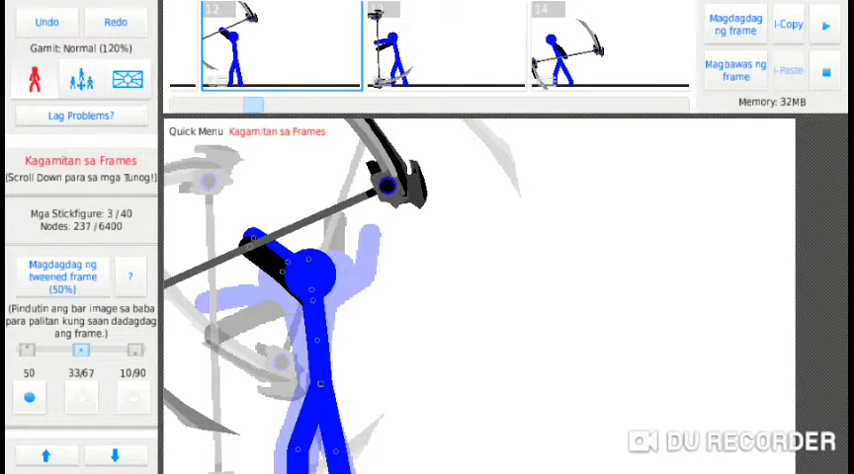 Undo
Redo
Gamit: Normal (120%)
Lag Problems?
Kagamitan sa Frames
(Scroll Down para sa mga Tunog!)
Mga Stickfigure: 3 / 40
Nodes: 237 / 6400
Magdagdag ng
tweened frame
(50%)
?
(Pindutin ang bar image sa baba
para palitan kung saan dadagdag
ang frame.)
50
33/67
10/90
12
14
Magdagdag
ng frame
I-Copy
Magbawas ng
frame
I-Paste
Memory: 32MB
Quick Menu
Kagamitan sa Frames
DU RECORDER